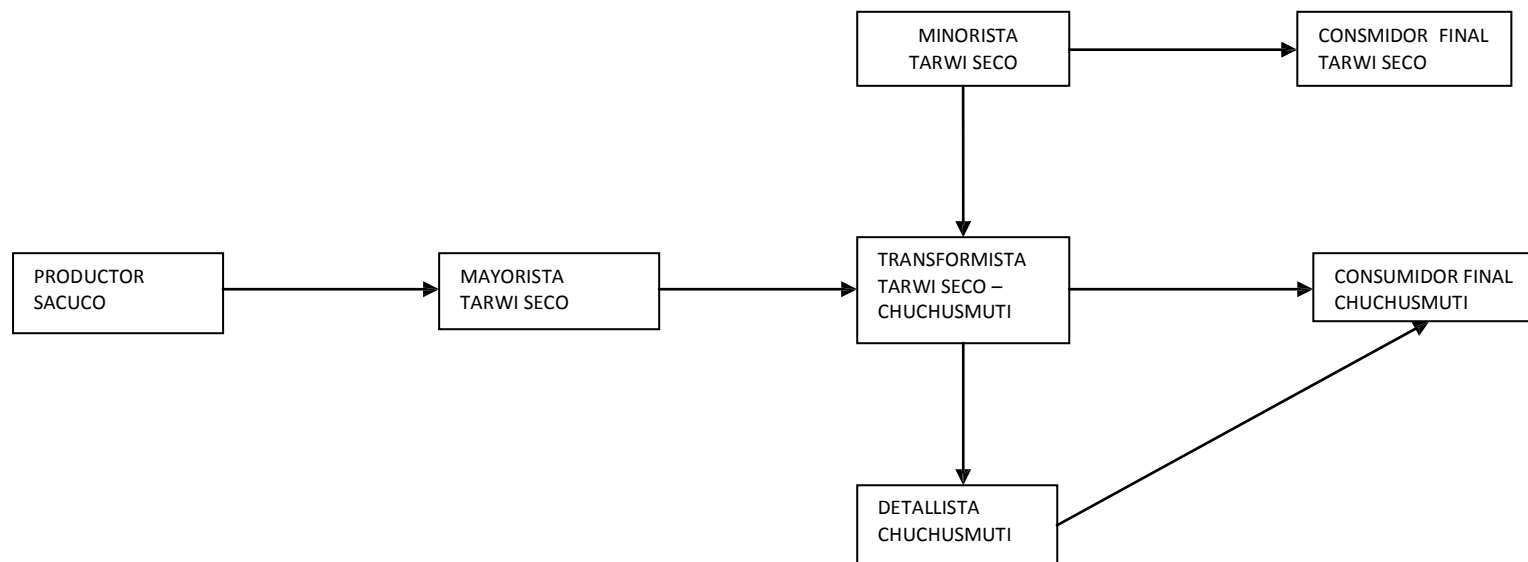 MINORISTA
TARWI SECO
CONSMIDOR FINAL
TARWI SECO
PRODUCTOR
SACUCO
MAYORISTA
TARWI SECO
TRANSFORMISTA
TARWI SECO –
CHUCHUSMUTI
CONSUMIDOR FINAL
CHUCHUSMUTI
DETALLISTA
CHUCHUSMUTI